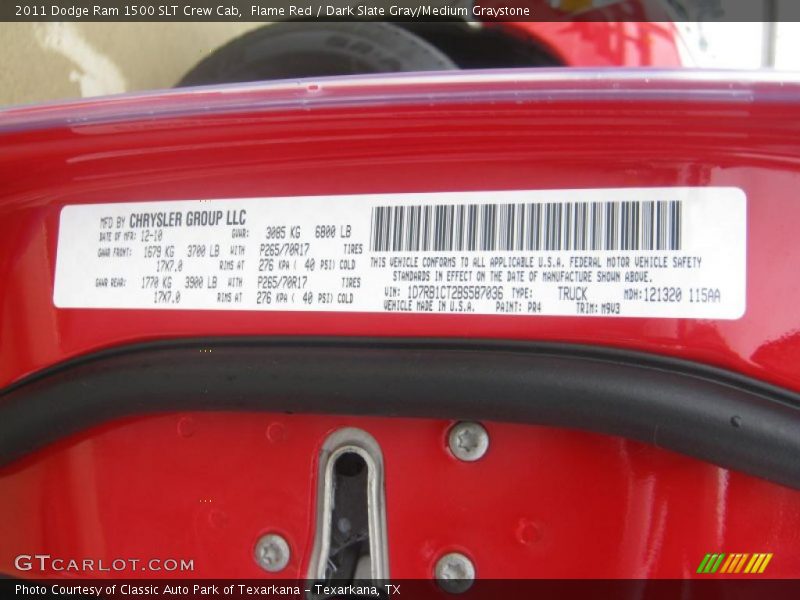 2011 Dodge Ram 1500 SLT Crew Cab, Flame Red / Dark Slate Gray/Medium Graystone
MFD BY CHRYSLER GROUP LLC
DATE OF MFR: 12-10 GVWR: 3085 KG 6800 LB
GAWR FRONT: 1679 KG 3700 LB WITH P265/70R17 TIRES
17X7.0 RIMS AT 276 KPA ( 40 PSI) COLD
GAWR REAR: 1770 KG 3900 LB WITH P265/70R17 TIRES
17X7.0 RIMS AT 276 KPA ( 40 PSI) COLD
THIS VEHICLE CONFORMS TO ALL APPLICABLE U.S.A. FEDERAL MOTOR VEHICLE SAFETY
STANDARDS IN EFFECT ON THE DATE OF MANUFACTURE SHOWN ABOVE.
VIN: 1D7RB1CT2BS587036 TYPE: TRUCK MDH: 121320 115AA
VEHICLE MADE IN U.S.A. PAINT: PR4 TRIM: M9V3
GTCARLOT.COM
Photo Courtesy of Classic Auto Park of Texarkana - Texarkana, TX